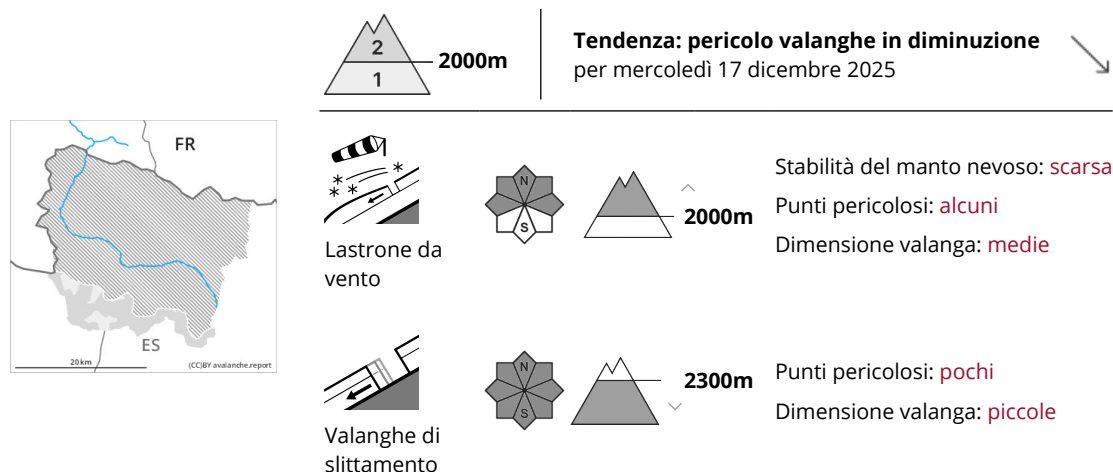 2
1
2000m
Tendenza: pericolo valanghe in diminuzione
per mercoledì 17 dicembre 2025
FR
ES
20 km
(CC)BY avalanche.report
Lastrone da
vento
N
S
2000m
Stabilità del manto nevoso: scarsa
Punti pericolosi: alcuni
Dimensione valanga: medie
Valanghe di
slittamento
N
S
2300m
Punti pericolosi: pochi
Dimensione valanga: piccole